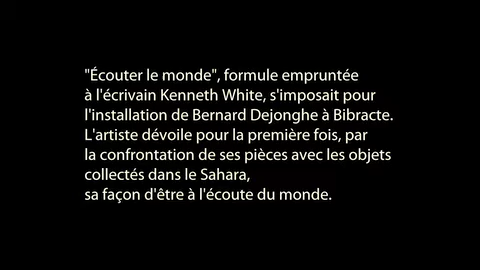 "Écouter le monde", formule empruntée
à l'écrivain Kenneth White, s'imposait pour
l'installation de Bernard Dejonghe à Bibracte.
L'artiste dévoile pour la première fois, par
la confrontation de ses pièces avec les objets
collectés dans le Sahara,
sa façon d'être à l'écoute du monde.